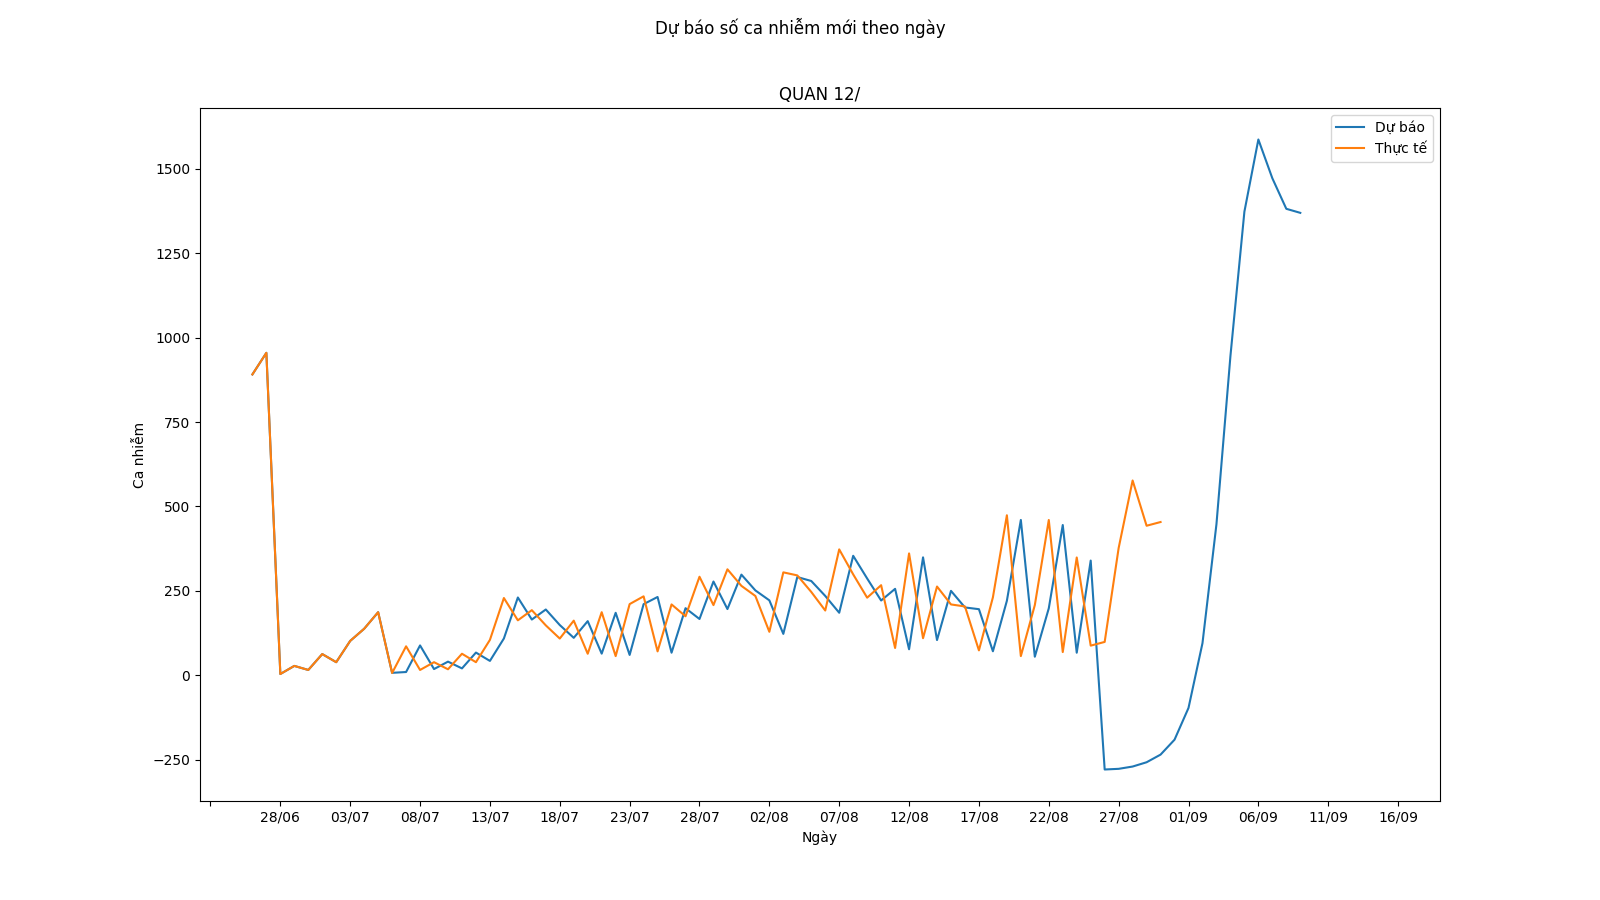 Dự báo số ca nhiễm mới theo ngày
QUAN 12/
Dự báo
Thực tế
1500
1250
1000
750
500
250
0
−250
Ca nhiễm
28/06 03/07 08/07 13/07 18/07 23/07 28/07 02/08 07/08 12/08 17/08 22/08 27/08 01/09 06/09 11/09 16/09
Ngày